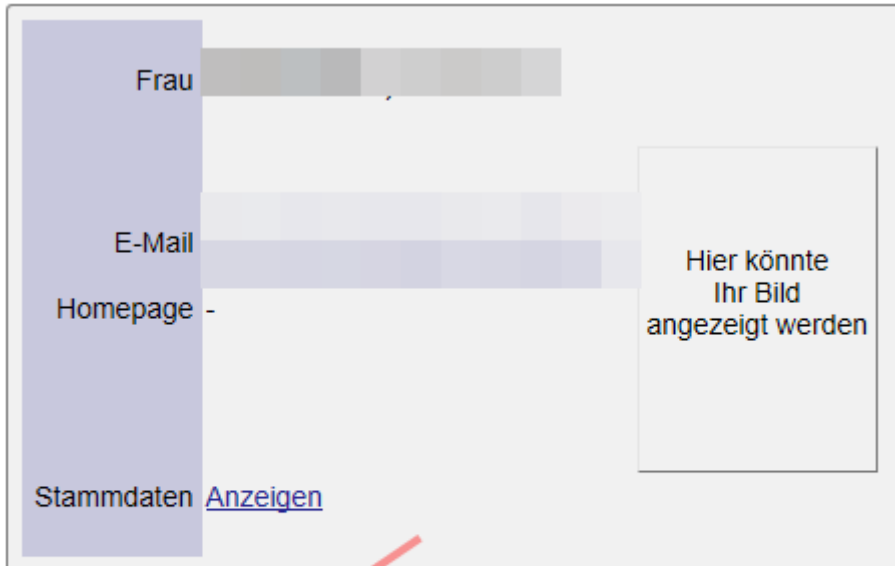 Frau
E-Mail
Homepage -
Hier könnte
Ihr Bild
angezeigt werden
Stammdaten Anzeigen